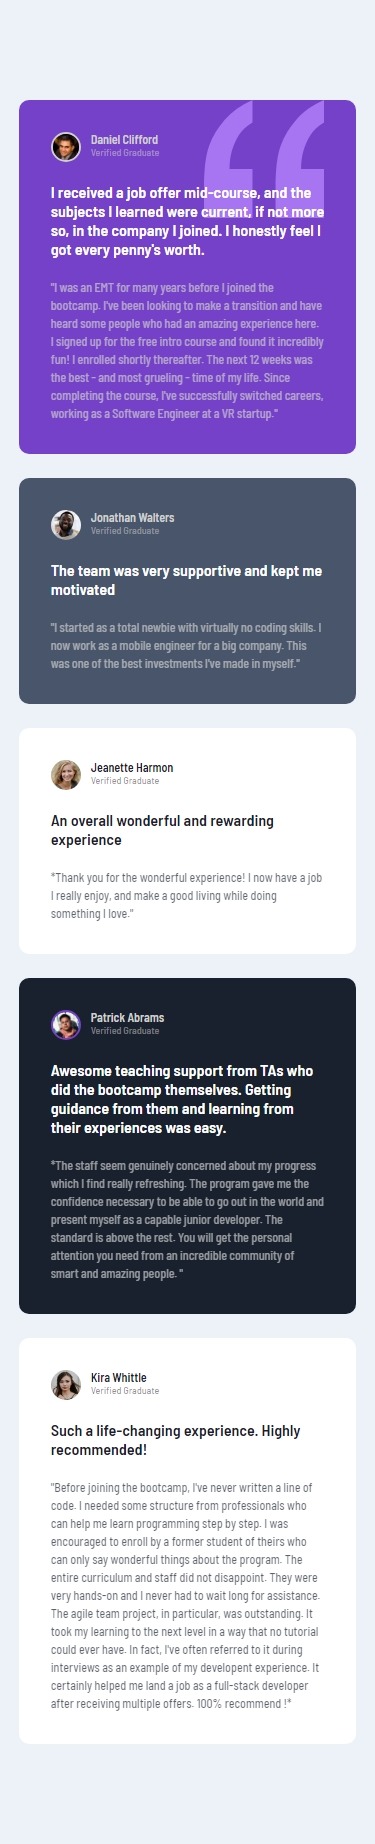 Daniel Clifford
Verified Graduate
I received a job offer mid-course, and the
subjects I learned were current, if not more
so, in the company I joined. I honestly feel I
got every penny's worth.
"I was an EMT for many years before I joined the
bootcamp. I've been looking to make a transition and have
heard some people who had an amazing experience here.
I signed up for the free intro course and found it incredibly
fun! I enrolled shortly thereafter. The next 12 weeks was
the best - and most grueling - time of my life. Since
completing the course, I've successfully switched careers,
working as a Software Engineer at a VR startup."
Jonathan Walters
Verified Graduate
The team was very supportive and kept me
motivated
"I started as a total newbie with virtually no coding skills. I
now work as a mobile engineer for a big company. This
was one of the best investments I've made in myself."
Jeanette Harmon
Verified Graduate
An overall wonderful and rewarding
experience
"Thank you for the wonderful experience! I now have a job
I really enjoy, and make a good living while doing
something I love."
Patrick Abrams
Verified Graduate
Awesome teaching support from TAs who
did the bootcamp themselves. Getting
guidance from them and learning from
their experiences was easy.
"The staff seem genuinely concerned about my progress
which I find really refreshing. The program gave me the
confidence necessary to be able to go out in the world and
present myself as a capable junior developer. The
standard is above the rest. You will get the personal
attention you need from an incredible community of
smart and amazing people. "
Kira Whittle
Verified Graduate
Such a life-changing experience. Highly
recommended!
"Before joining the bootcamp, I've never written a line of
code. I needed some structure from professionals who
can help me learn programming step by step. I was
encouraged to enroll by a former student of theirs who
can only say wonderful things about the program. The
entire curriculum and staff did not disappoint. They were
very hands-on and I never had to wait long for assistance.
The agile team project, in particular, was outstanding. It
took my learning to the next level in a way that no tutorial
could ever have. In fact, I've often referred to it during
interviews as an example of my developent experience. It
certainly helped me land a job as a full-stack developer
after receiving multiple offers. 100% recommend !"